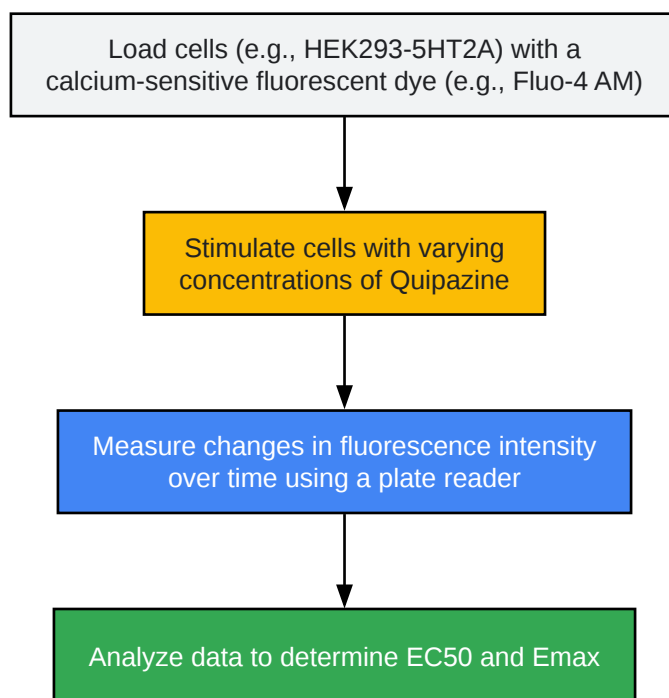 Load cells (e.g., HEK293-5HT2A) with a
calcium-sensitive fluorescent dye (e.g., Fluo-4 AM)
Stimulate cells with varying
concentrations of Quipazine
Measure changes in fluorescence intensity
over time using a plate reader
Analyze data to determine EC50 and Emax